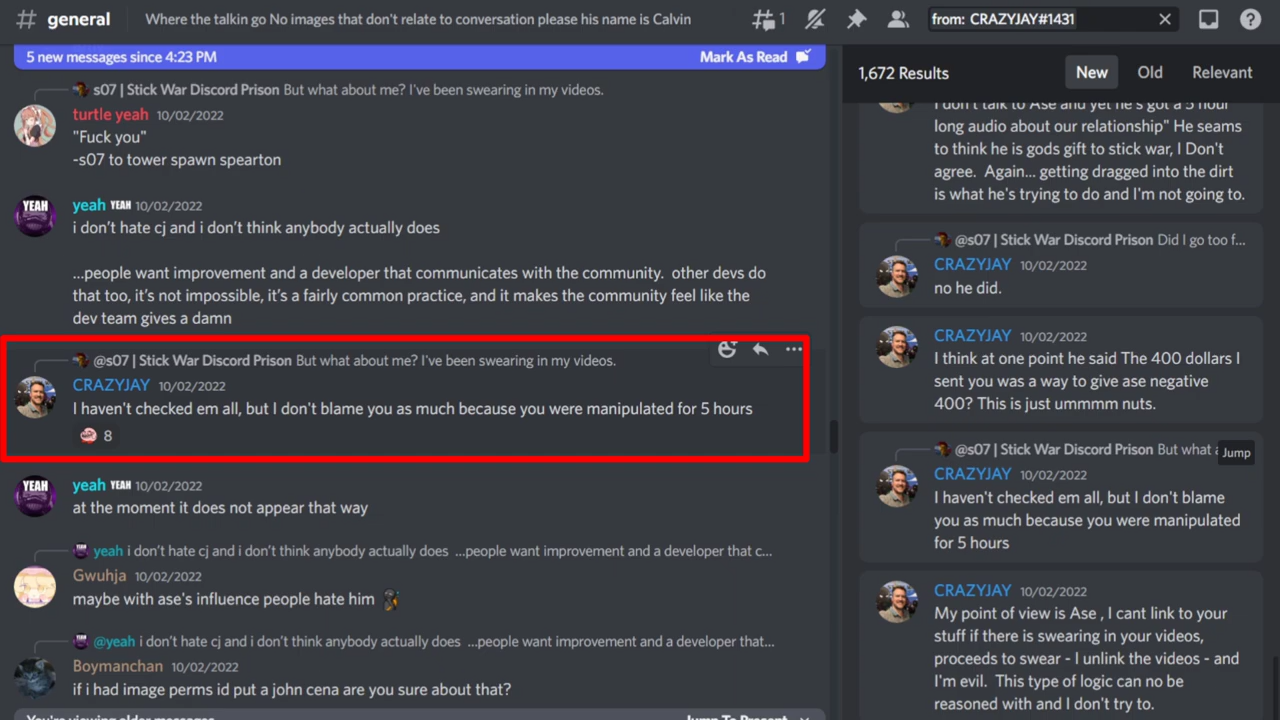 # general
Where the talkin go No images that don't relate to conversation please his name is Calvin
1
from: CRAZYJAY#1431
5 new messages since 4:23 PM
Mark As Read
s07 | Stick War Discord Prison But what about me? I've been swearing in my videos.
turtle yeah 10/02/2022
"Fuck you"
-s07 to tower spawn spearton
YEAH
yeah YEAH 10/02/2022
i don't hate cj and i don't think anybody actually does
...people want improvement and a developer that communicates with the community. other devs do
that too, it's not impossible, it's a fairly common practice, and it makes the community feel like the
dev team gives a damn
@s07 | Stick War Discord Prison But what about me? I've been swearing in my videos.
CRAZYJAY 10/02/2022
I haven't checked em all, but I don't blame you as much because you were manipulated for 5 hours
8
YEAH
yeah YEAH 10/02/2022
at the moment it does not appear that way
yeah i don't hate cj and i don't think anybody actually does ...people want improvement and a developer that c...
Gwuhja 10/02/2022
maybe with ase's influence people hate him
@yeah i don't hate cj and i don't think anybody actually does ...people want improvement and a developer that...
Boymanchan 10/02/2022
if i had image perms id put a john cena are you sure about that?
You're viewing older messages
Jump To Present
1,672 Results
New
Old
Relevant
I don't talk to Ase and yet he's got a 5 hour
long audio about our relationship" He seams
to think he is gods gift to stick war, I Don't
agree. Again... getting dragged into the dirt
is what he's trying to do and I'm not going to.
@s07 | Stick War Discord Prison Did I go too f...
CRAZYJAY 10/02/2022
no he did.
CRAZYJAY 10/02/2022
I think at one point he said The 400 dollars I
sent you was a way to give ase negative
400? This is just ummmm nuts.
@s07 | Stick War Discord Prison But what a
Jump
CRAZYJAY 10/02/2022
I haven't checked em all, but I don't blame
you as much because you were manipulated
for 5 hours
CRAZYJAY 10/02/2022
My point of view is Ase , I cant link to your
stuff if there is swearing in your videos,
proceeds to swear - I unlink the videos - and
I'm evil. This type of logic can no be
reasoned with and I don't try to.